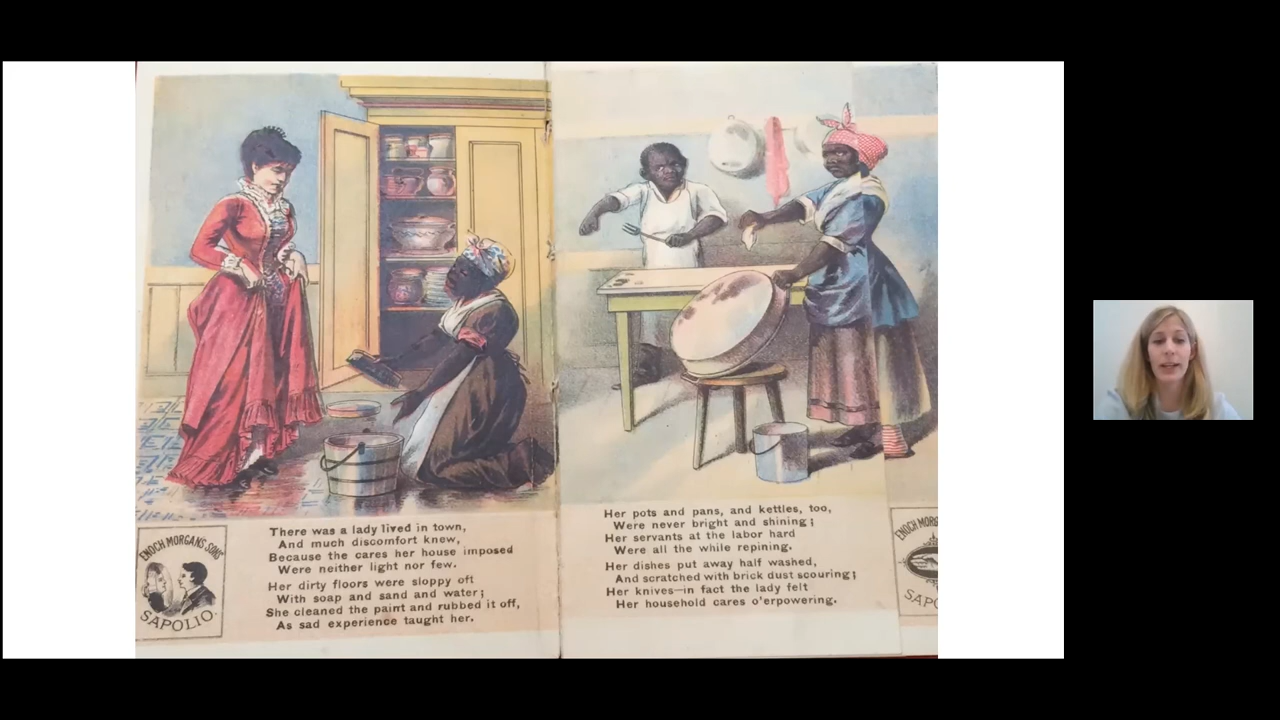 There was a lady lived in town,
And much discomfort knew,
Because the cares her house imposed
Were neither light nor few.
Her dirty floors were sloppy oft
With soap and sand and water;
She cleaned the paint and rubbed it off,
As sad experience taught her.
ENOCH MORGAN'S SONS
SAPOLIO.
Her pots and pans, and kettles, too,
Were never bright and shining;
Her servants at the labor hard
Were all the while repining.
Her dishes put away half washed,
And scratched with brick dust scouring;
Her knives—in fact the lady felt
Her household cares o'erpowering.
ENOCH MORG
SAPO